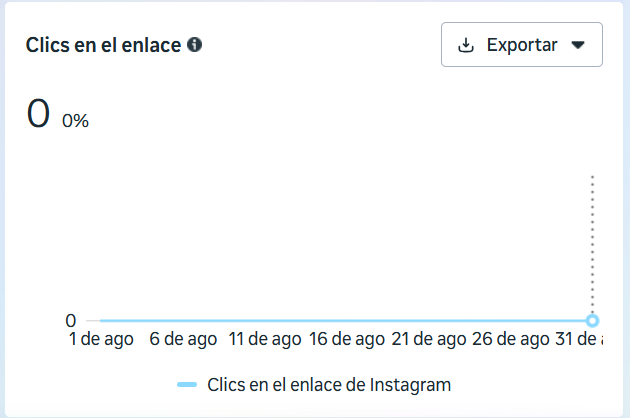 Clics en el enlace
Exportar
0 0%
0
1 de ago 6 de ago 11 de ago 16 de ago 21 de ago 26 de ago 31 de
Clics en el enlace de Instagram